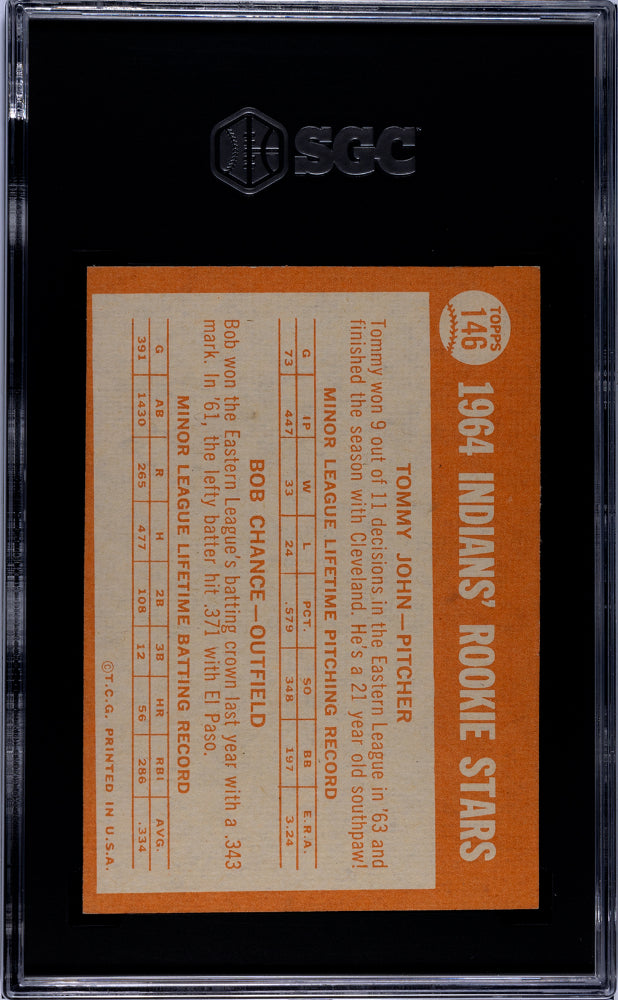 SGC
TOPPS
146
1964 INDIANS' ROOKIE STARS
TOMMY JOHN—PITCHER
Tommy won 9 out of 11 decisions in the Eastern League in '63 and
finished the season with Cleveland. He's a 21 year old southpaw!
MINOR LEAGUE LIFETIME PITCHING RECORD
G IP W L PCT. SO BB E.R.A.
73 447 33 24 .579 348 197 3.24
BOB CHANCE—OUTFIELD
Bob won the Eastern League's batting crown last year with a .343
mark. In '61, the lefty batter hit .371 with El Paso.
MINOR LEAGUE LIFETIME BATTING RECORD
G AB R H 2B 3B HR RBI AVG.
391 1430 265 477 108 12 56 286 .334
©T.C.G. PRINTED IN U.S.A.